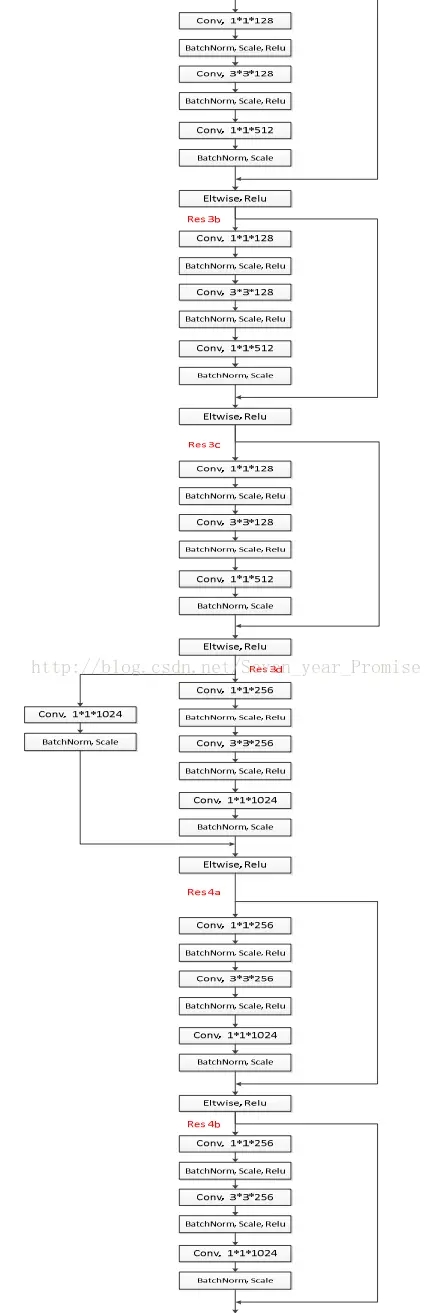 Conv, 1*1*128
BatchNorm, Scale, Relu
Conv, 3*3*128
BatchNorm, Scale, Relu
Conv, 1*1*512
BatchNorm, Scale
Eltwise, Relu
Res 3b
Conv, 1*1*128
BatchNorm, Scale, Relu
Conv, 3*3*128
BatchNorm, Scale, Relu
Conv, 1*1*512
BatchNorm, Scale
Eltwise, Relu
Res 3c
Conv, 1*1*128
BatchNorm, Scale, Relu
Conv, 3*3*128
BatchNorm, Scale, Relu
Conv, 1*1*512
BatchNorm, Scale
Eltwise, Relu
http://blog.csdn.net/Seven_year_Promise
Res 3d
Conv, 1*1*256
Conv, 1*1*1024
BatchNorm, Scale, Relu
BatchNorm, Scale
Conv, 3*3*256
BatchNorm, Scale, Relu
Conv, 1*1*1024
BatchNorm, Scale
Eltwise, Relu
Res 4a
Conv, 1*1*256
BatchNorm, Scale, Relu
Conv, 3*3*256
BatchNorm, Scale, Relu
Conv, 1*1*1024
BatchNorm, Scale
Eltwise, Relu
Res 4b
Conv, 1*1*256
BatchNorm, Scale, Relu
Conv, 3*3*256
BatchNorm, Scale, Relu
Conv, 1*1*1024
BatchNorm, Scale